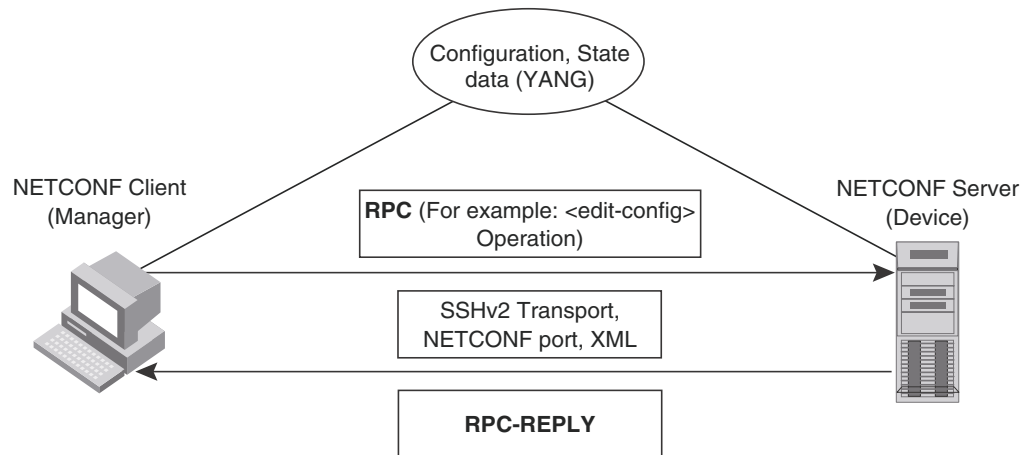 Configuration, State
data (YANG)
NETCONF Client
(Manager)
NETCONF Server
(Device)
RPC (For example: <edit-config>
Operation)
SSHv2 Transport,
NETCONF port, XML
RPC-REPLY